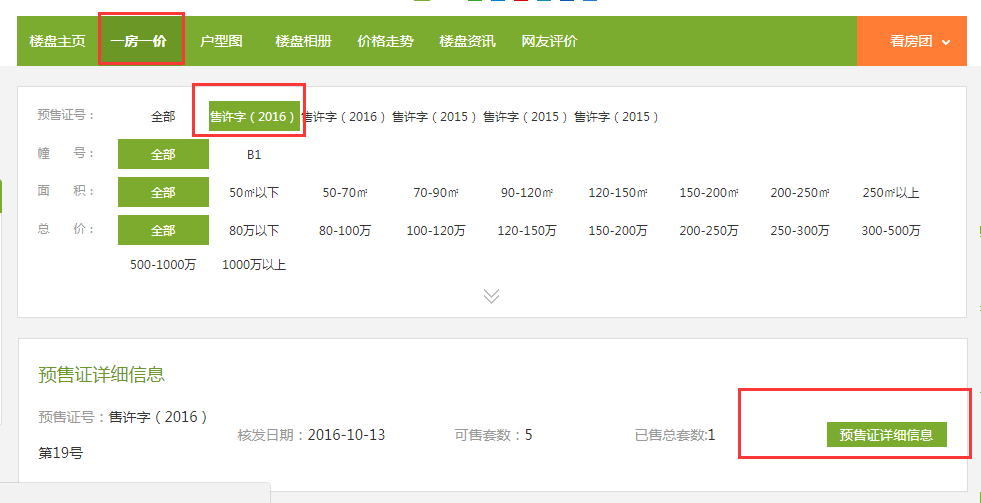 楼盘主页 一房一价 户型图 楼盘相册 价格走势 楼盘资讯 网友评价 看房团
预售证号： 全部 售许字（2016） 售许字（2016） 售许字（2015） 售许字（2015） 售许字（2015）
幢 号： 全部 B1
面 积： 全部 50㎡以下 50-70㎡ 70-90㎡ 90-120㎡ 120-150㎡ 150-200㎡ 200-250㎡ 250㎡以上
总 价： 全部 80万以下 80-100万 100-120万 120-150万 150-200万 200-250万 250-300万 300-500万
500-1000万 1000万以上
预售证详细信息
预售证号：售许字（2016）
第19号
核发日期：2016-10-13 可售套数：5 已售总套数:1 预售证详细信息